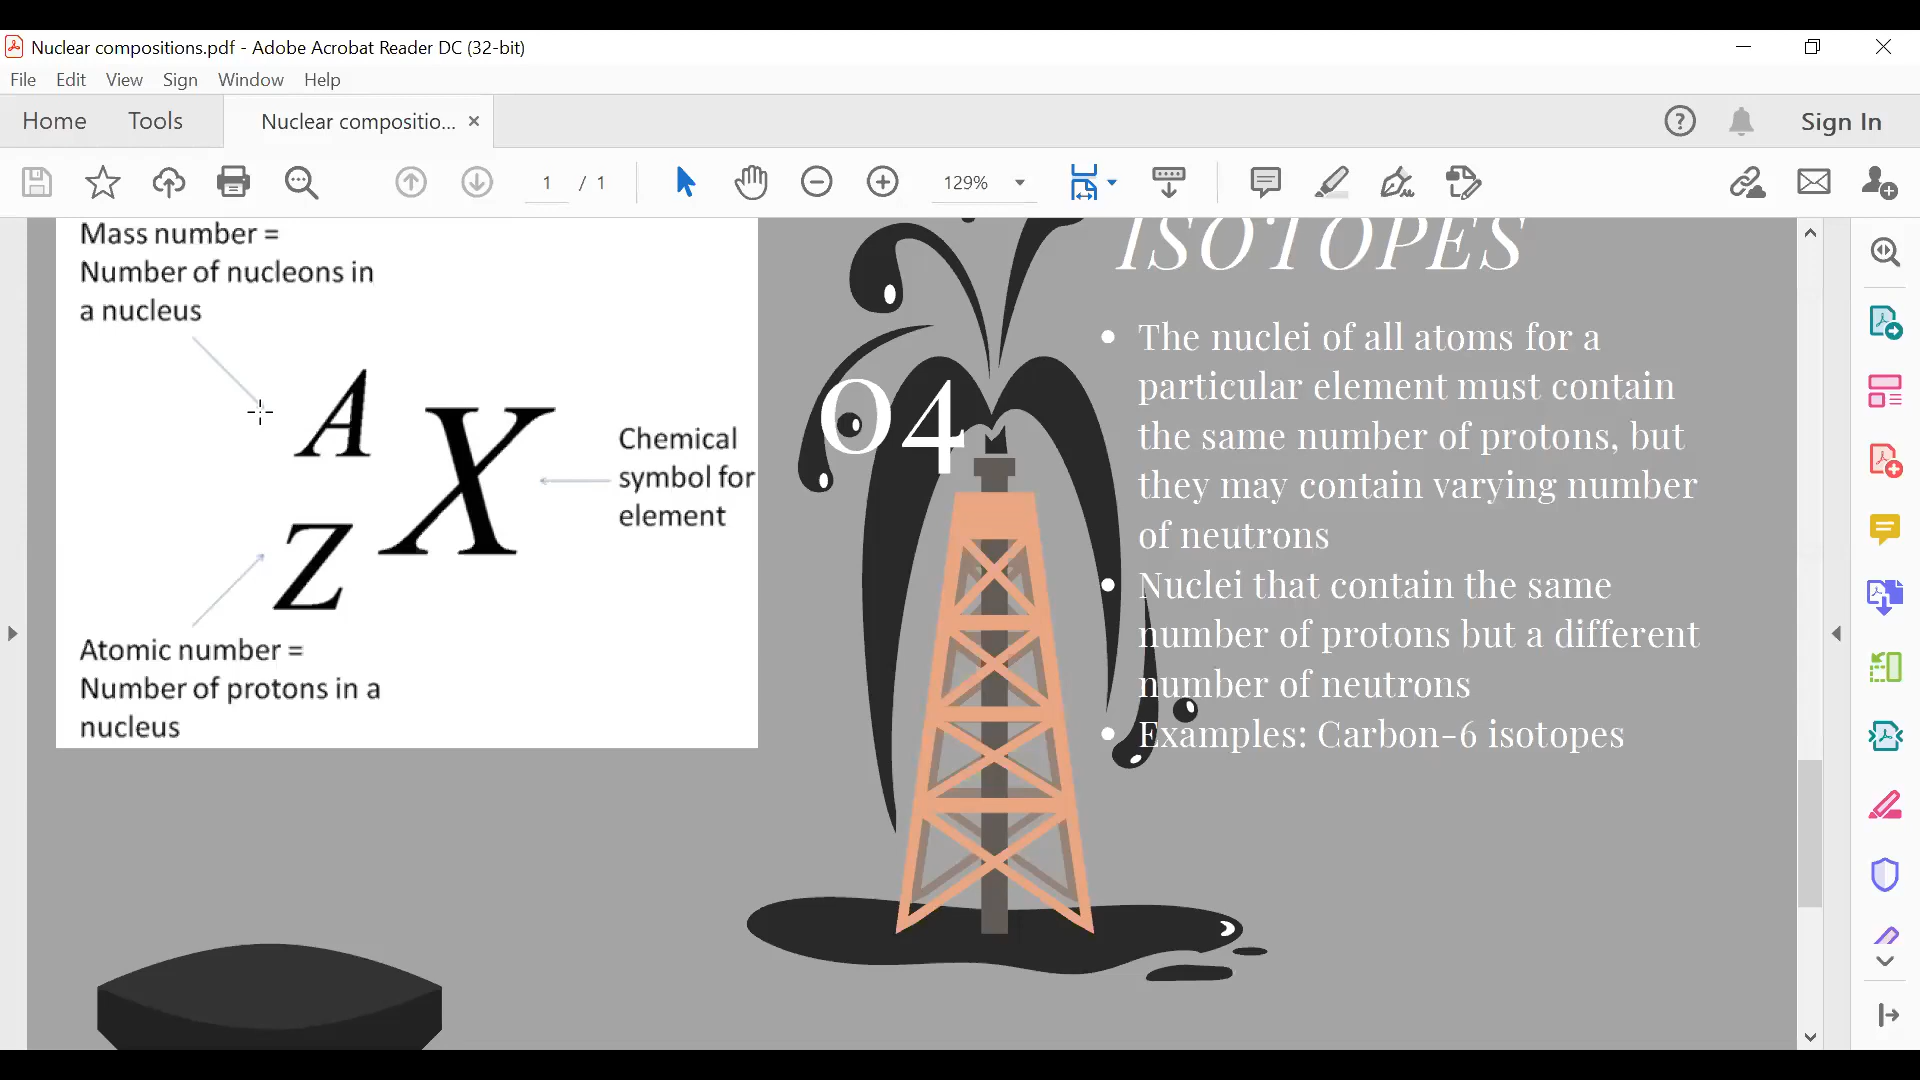 Nuclear compositions.pdf - Adobe Acrobat Reader DC (32-bit)
File Edit View Sign Window Help
Home Tools Nuclear compositio... Sign In
1 / 1 129%
Mass number =
Number of nucleons in
a nucleus
A
X
Z
Chemical
symbol for
element
Atomic number =
Number of protons in a
nucleus
04
ISOTOPES
• The nuclei of all atoms for a
particular element must contain
the same number of protons, but
they may contain varying number
of neutrons
• Nuclei that contain the same
number of protons but a different
number of neutrons
• Examples: Carbon-6 isotopes